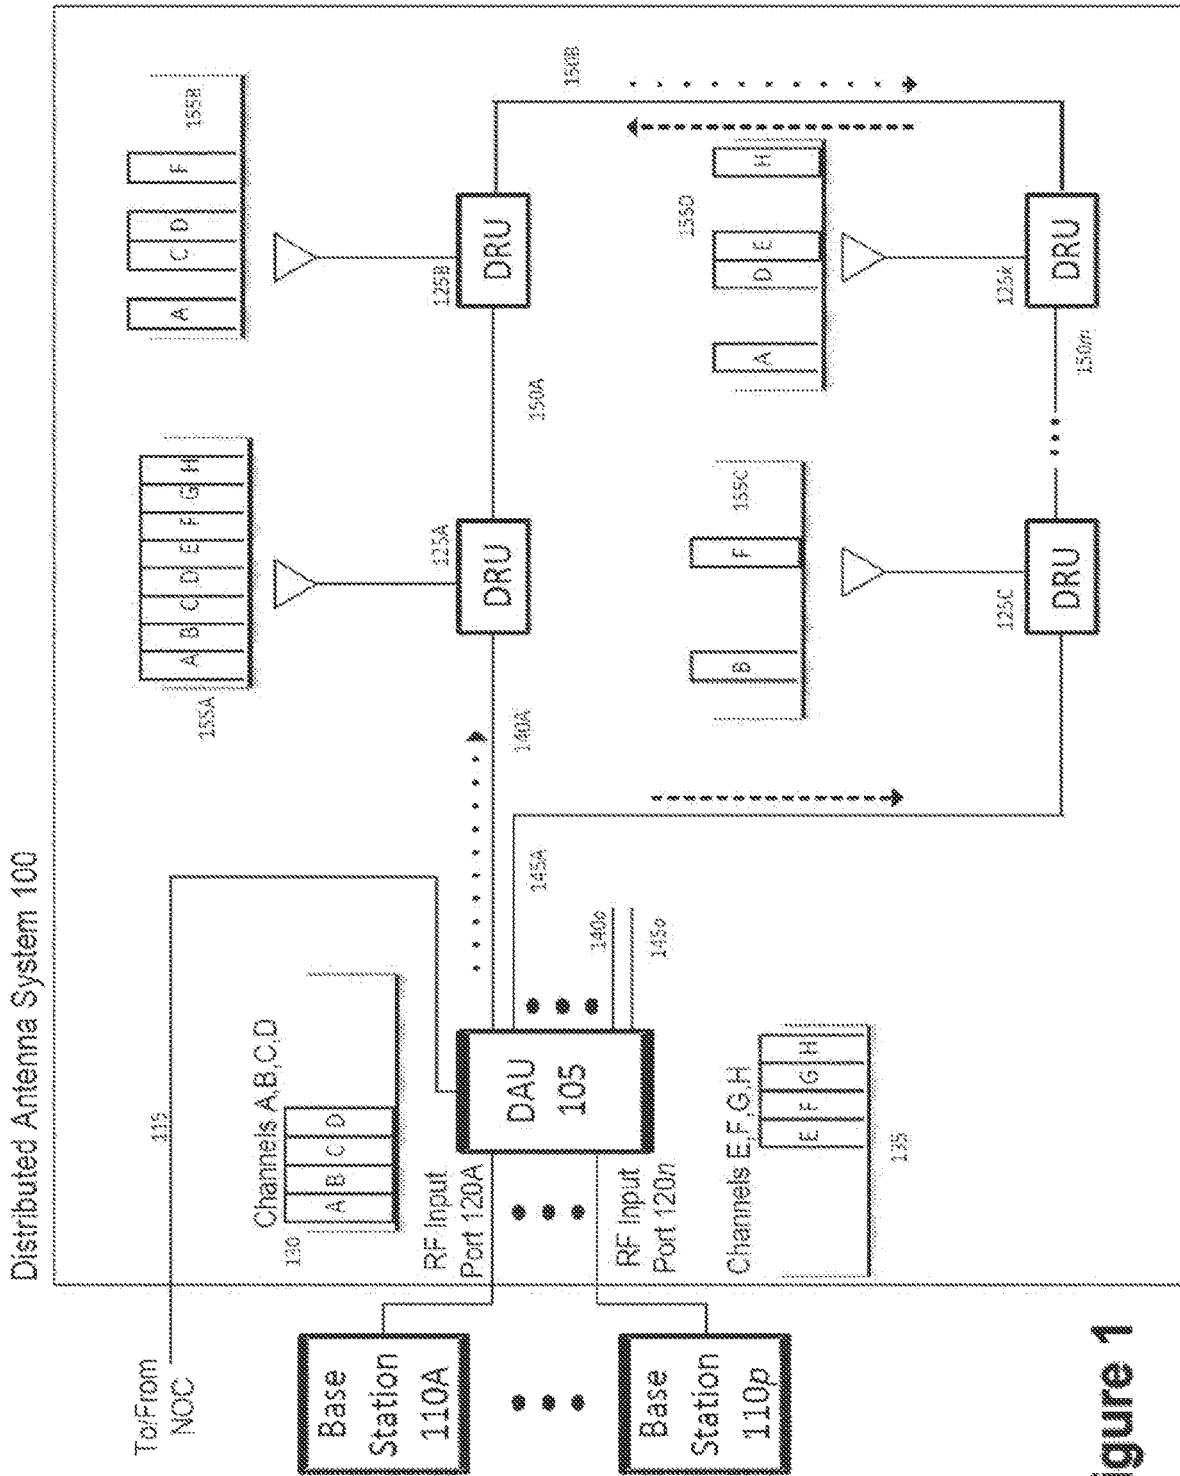 Distributed Antenna System 100
To/From
NOC
115
Base
Station
110A
Base
Station
110p
130
Channels A,B,C,D
A B C D
RF Input
Port 120A
RF Input
Port 120n
DAU
105
Channels E,F,G,H
E F G H
135
140A
145A
140o
145o
155A
A B C D E F G H
125A
DRU
150A
A C D F
155B
125B
DRU
150B
B F
155C
125C
DRU
150m
A D E H
155D
125k
DRU
igure 1